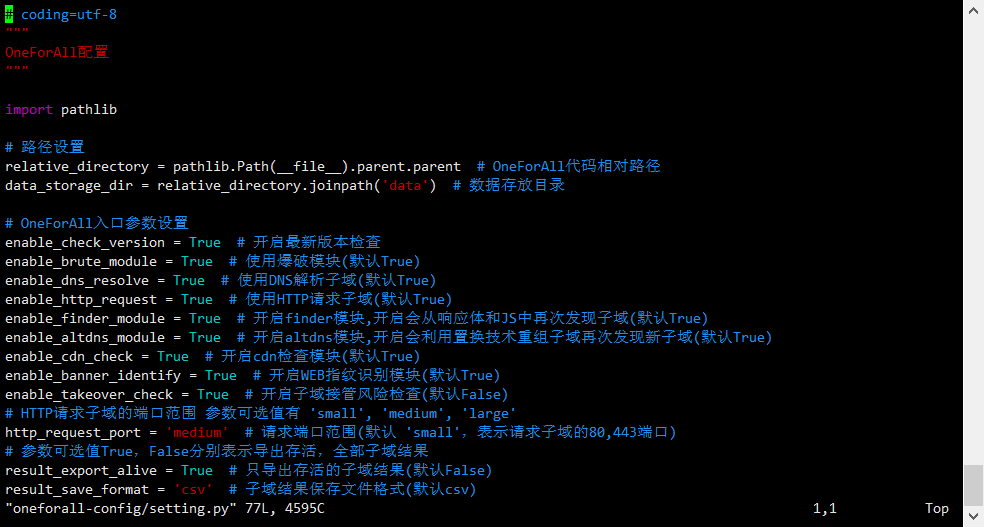 # coding=utf-8
"""
OneForAll配置
"""
import pathlib
# 路径设置
relative_directory = pathlib.Path(__file__).parent.parent  # OneForAll代码相对路径
data_storage_dir = relative_directory.joinpath('data')  # 数据存放目录
# OneForAll入口参数设置
enable_check_version = True  # 开启最新版本检查
enable_brute_module = True  # 使用爆破模块(默认True)
enable_dns_resolve = True  # 使用DNS解析子域(默认True)
enable_http_request = True  # 使用HTTP请求子域(默认True)
enable_finder_module = True  # 开启finder模块,开启会从响应体和JS中再次发现子域(默认True)
enable_altdns_module = True  # 开启altdns模块,开启会利用置换技术重组子域再次发现新子域(默认True)
enable_cdn_check = True  # 开启cdn检查模块(默认True)
enable_banner_identify = True  # 开启WEB指纹识别模块(默认True)
enable_takeover_check = True  # 开启子域接管风险检查(默认False)
# HTTP请求子域的端口范围 参数可选值有 'small', 'medium', 'large'
http_request_port = 'medium'  # 请求端口范围(默认 'small'，表示请求子域的80,443端口)
# 参数可选值True，False分别表示导出存活，全部子域结果
result_export_alive = True  # 只导出存活的子域结果(默认False)
result_save_format = 'csv'  # 子域结果保存文件格式(默认csv)
"oneforall-config/setting.py" 77L, 4595C 1,1 Top